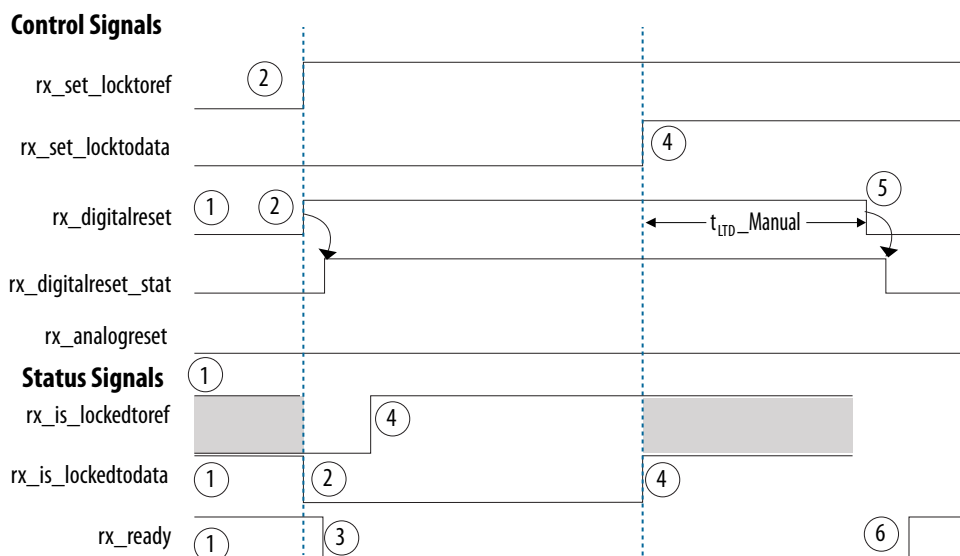 Control Signals
rx_set_locktoref
2
rx_set_locktodata
4
rx_digitalreset
1
2
5
tLTD_Manual
rx_digitalreset_stat
rx_analogreset
Status Signals
1
rx_is_lockedtoref
4
rx_is_lockedtodata
1
2
4
rx_ready
1
3
6